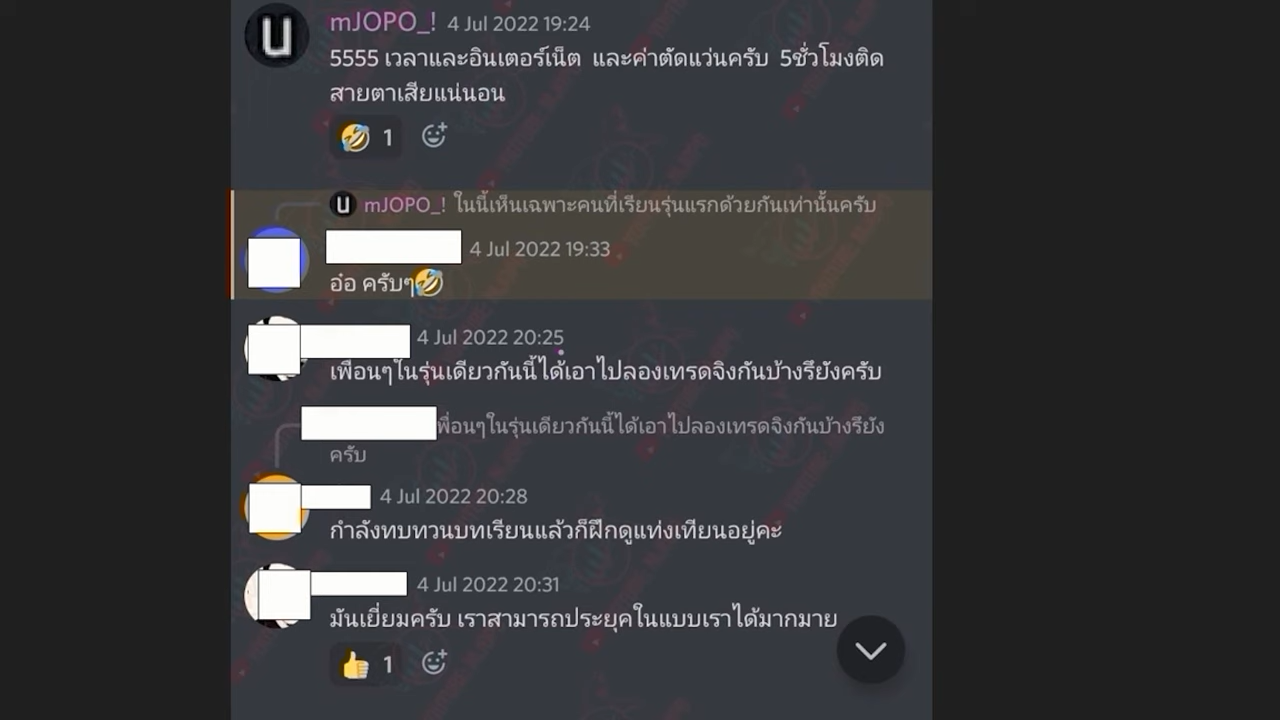 mJOPO_! 4 Jul 2022 19:24
5555 เวลาและอินเตอร์เน็ต และค่าตัดแว่นครับ 5ชั่วโมงติด
สายตาเสียแน่นอน
🤣 1
mJOPO_! ในนี้เห็นเฉพาะคนที่เรียนรุ่นแรกด้วยกันเท่านั้นครับ
4 Jul 2022 19:33
อ๋อ ครับๆ🤣
4 Jul 2022 20:25
เพื่อนๆในรุ่นเดียวกันนี้ได้เอาไปลองเทรดจิงกันบ้างรึยังครับ
พื่อนๆในรุ่นเดียวกันนี้ได้เอาไปลองเทรดจิงกันบ้างรึยัง
ครับ
4 Jul 2022 20:28
กำลังทบทวนบทเรียนแล้วก็ฝึกดูแท่งเทียนอยู่คะ
4 Jul 2022 20:31
มันเยี่ยมครับ เราสามารถประยุคในแบบเราได้มากมาย
👍 1